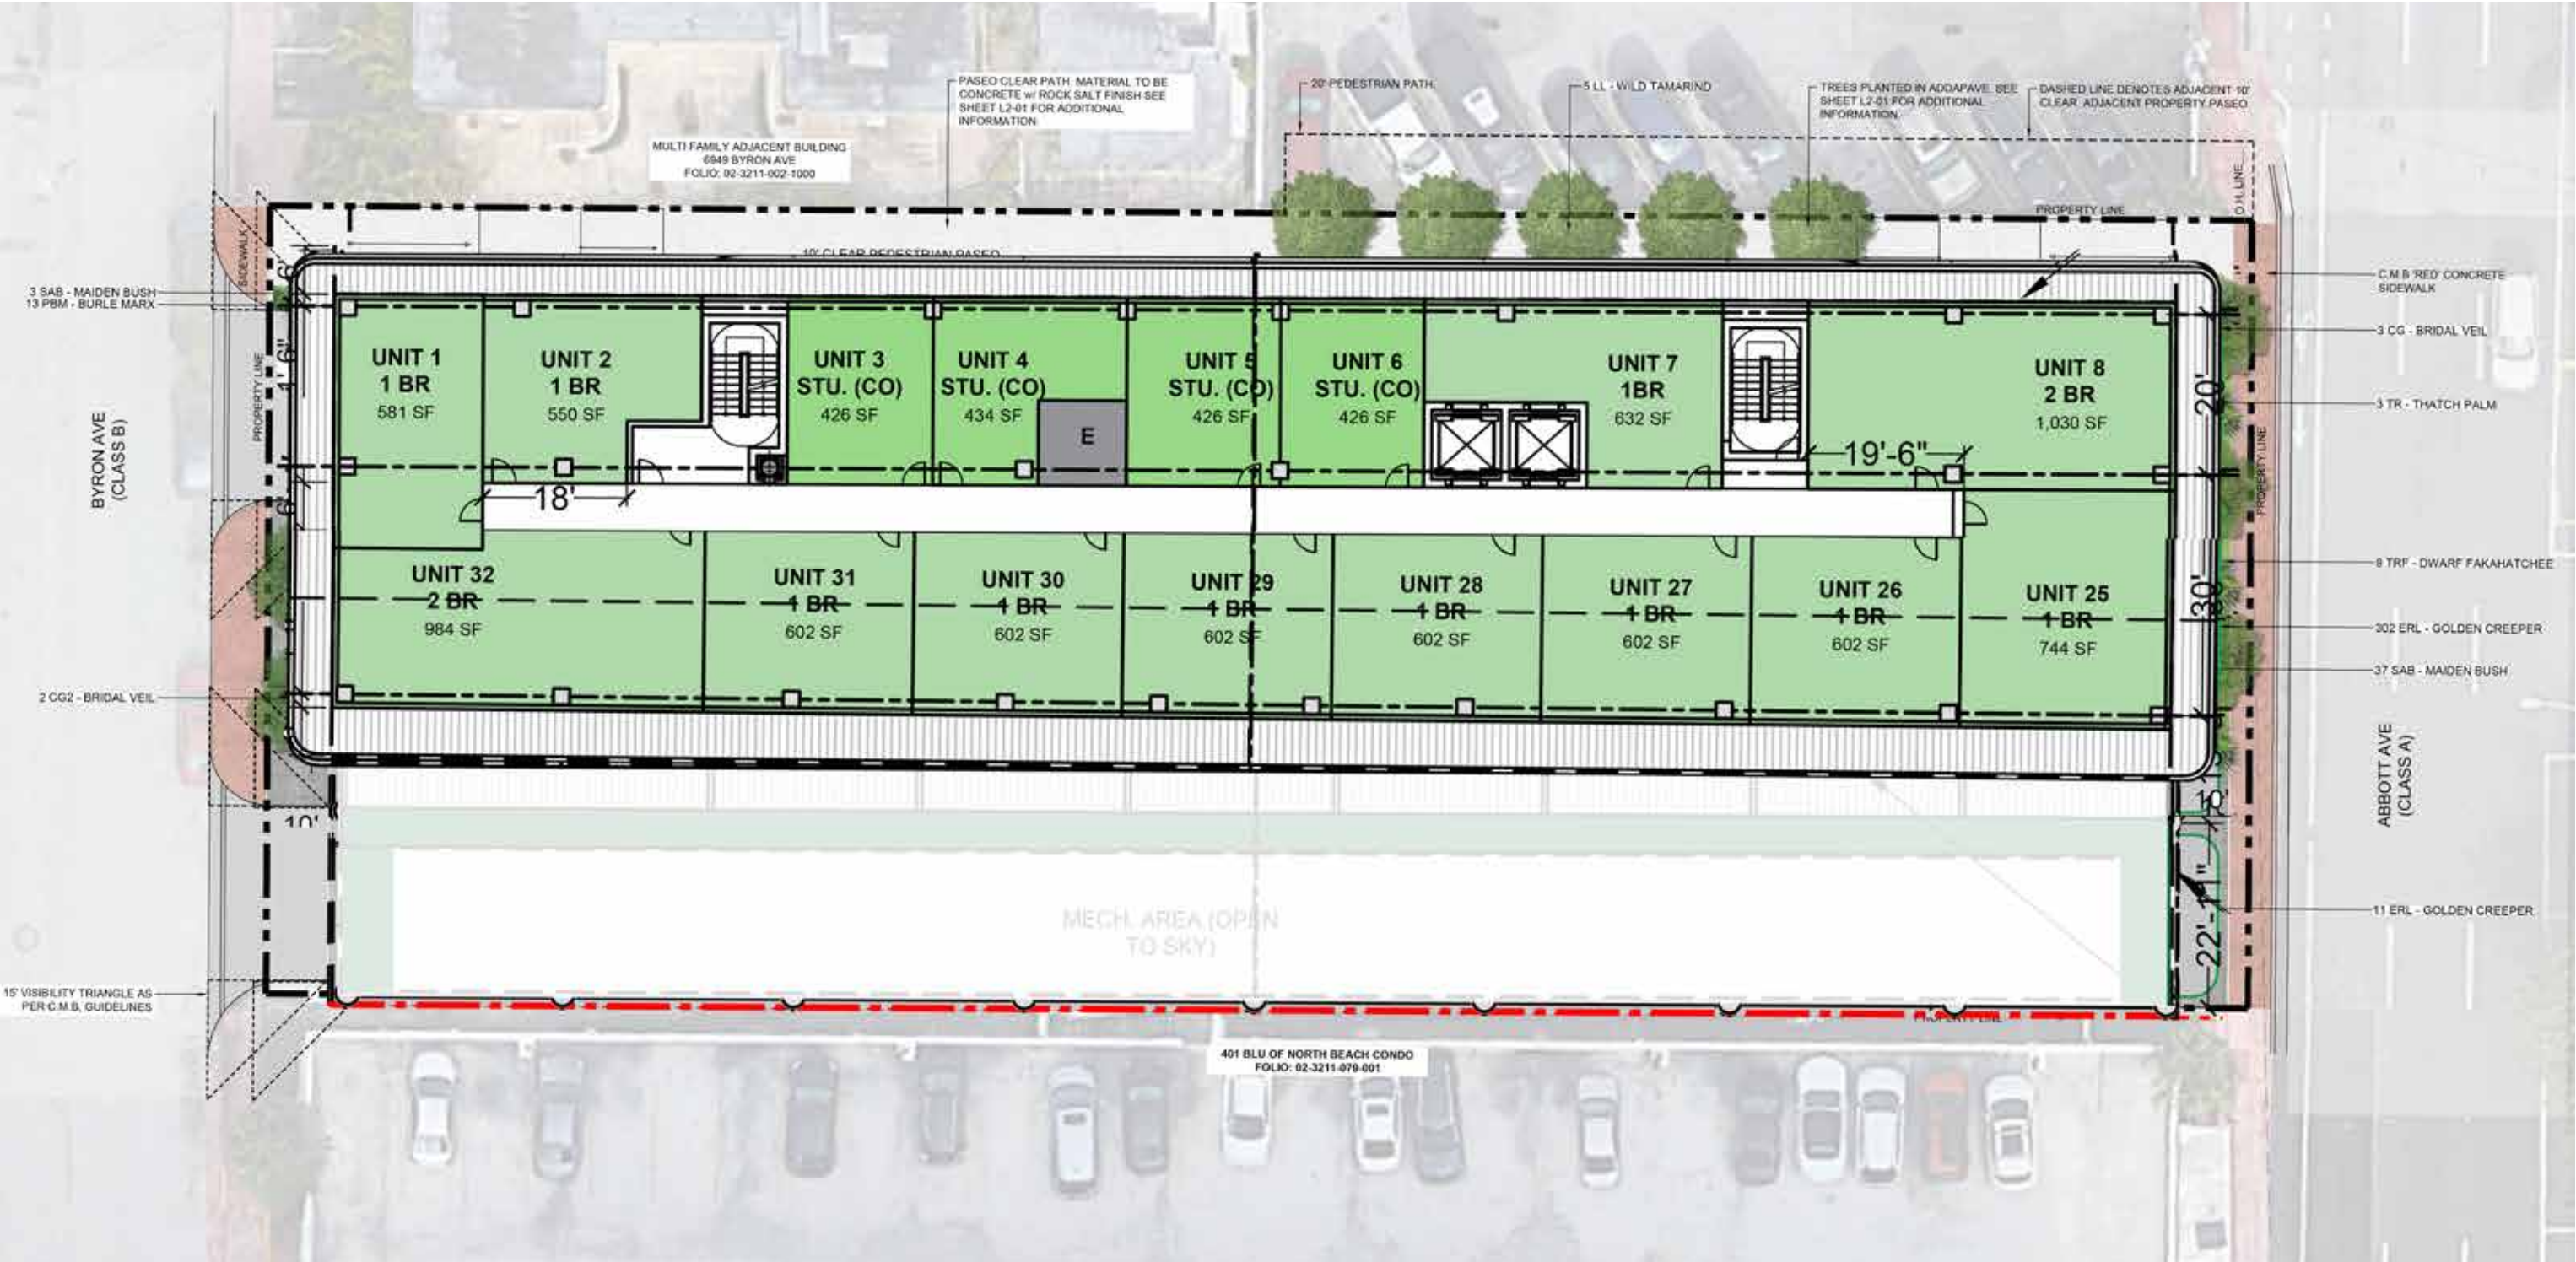 PASEO CLEAR PATH. MATERIAL TO BE
CONCRETE w/ ROCK SALT FINISH SEE
SHEET L2-01 FOR ADDITIONAL
INFORMATION
20' PEDESTRIAN PATH.
5 LL - WILD TAMARIND
TREES PLANTED IN ADDAPAVE. SEE
SHEET L2-01 FOR ADDITIONAL
INFORMATION
DASHED LINE DENOTES ADJACENT 10'
CLEAR ADJACENT PROPERTY PASEO
MULTI FAMILY ADJACENT BUILDING
6949 BYRON AVE
FOLIO: 02-3211-002-1000
O.H. LINE
PROPERTY LINE
SIDEWALK
10' CLEAR PEDESTRIAN PASEO
3 SAB - MAIDEN BUSH
13 PBM - BURLE MARX
C.M.B 'RED' CONCRETE
SIDEWALK
3 CG - BRIDAL VEIL
3 TR - THATCH PALM
PROPERTY LINE
BYRON AVE
(CLASS B)
UNIT 1
1 BR
581 SF
UNIT 2
1 BR
550 SF
UNIT 3
STU. (CO)
426 SF
UNIT 4
STU. (CO)
434 SF
E
UNIT 5
STU. (CO)
426 SF
UNIT 6
STU. (CO)
426 SF
UNIT 7
1BR
632 SF
UNIT 8
2 BR
1,030 SF
20'
19'-6"
18'
6'
PROPERTY LINE
UNIT 32
2 BR
984 SF
UNIT 31
1 BR
602 SF
UNIT 30
1 BR
602 SF
UNIT 29
1 BR
602 SF
UNIT 28
1 BR
602 SF
UNIT 27
1 BR
602 SF
UNIT 26
1 BR
602 SF
UNIT 25
1 BR
744 SF
30'
9 TRF - DWARF FAKAHATCHEE
302 ERL - GOLDEN CREEPER
37 SAB - MAIDEN BUSH
2 CG2 - BRIDAL VEIL
ABBOTT AVE
(CLASS A)
10'
10'
MECH. AREA (OPEN
TO SKY)
22'-11"
11 ERL - GOLDEN CREEPER
15' VISIBILITY TRIANGLE AS
PER C.M.B. GUIDELINES
PROPERTY LINE
401 BLU OF NORTH BEACH CONDO
FOLIO: 02-3211-079-001